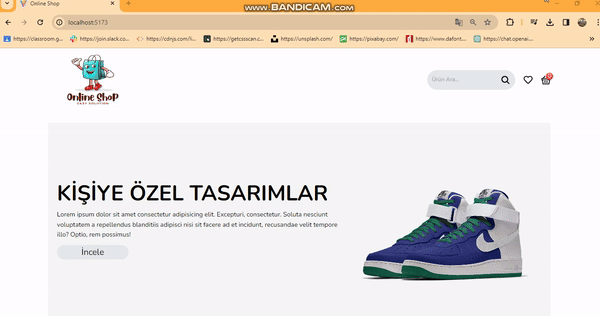 Online Shop
www.BANDICAM.com
localhost:5173
https://classroom.g...
https://join.slack.co...
https://cdnjs.com/li...
https://getcssscan.c...
https://unsplash.com/
https://pixabay.com/
https://www.dafont...
https://chat.openai...
Online Shop
EASY SOLUTION
Ürün Ara...
0
KİŞİYE ÖZEL TASARIMLAR
Lorem ipsum dolor sit amet consectetur adipisicing elit. Excepturi, consectetur. Soluta nesciunt
voluptatem a repellendus blanditiis adipisci nisi sit facere ad et incidunt, recusandae velit tempore
illo? Optio, rem possimus!
İncele